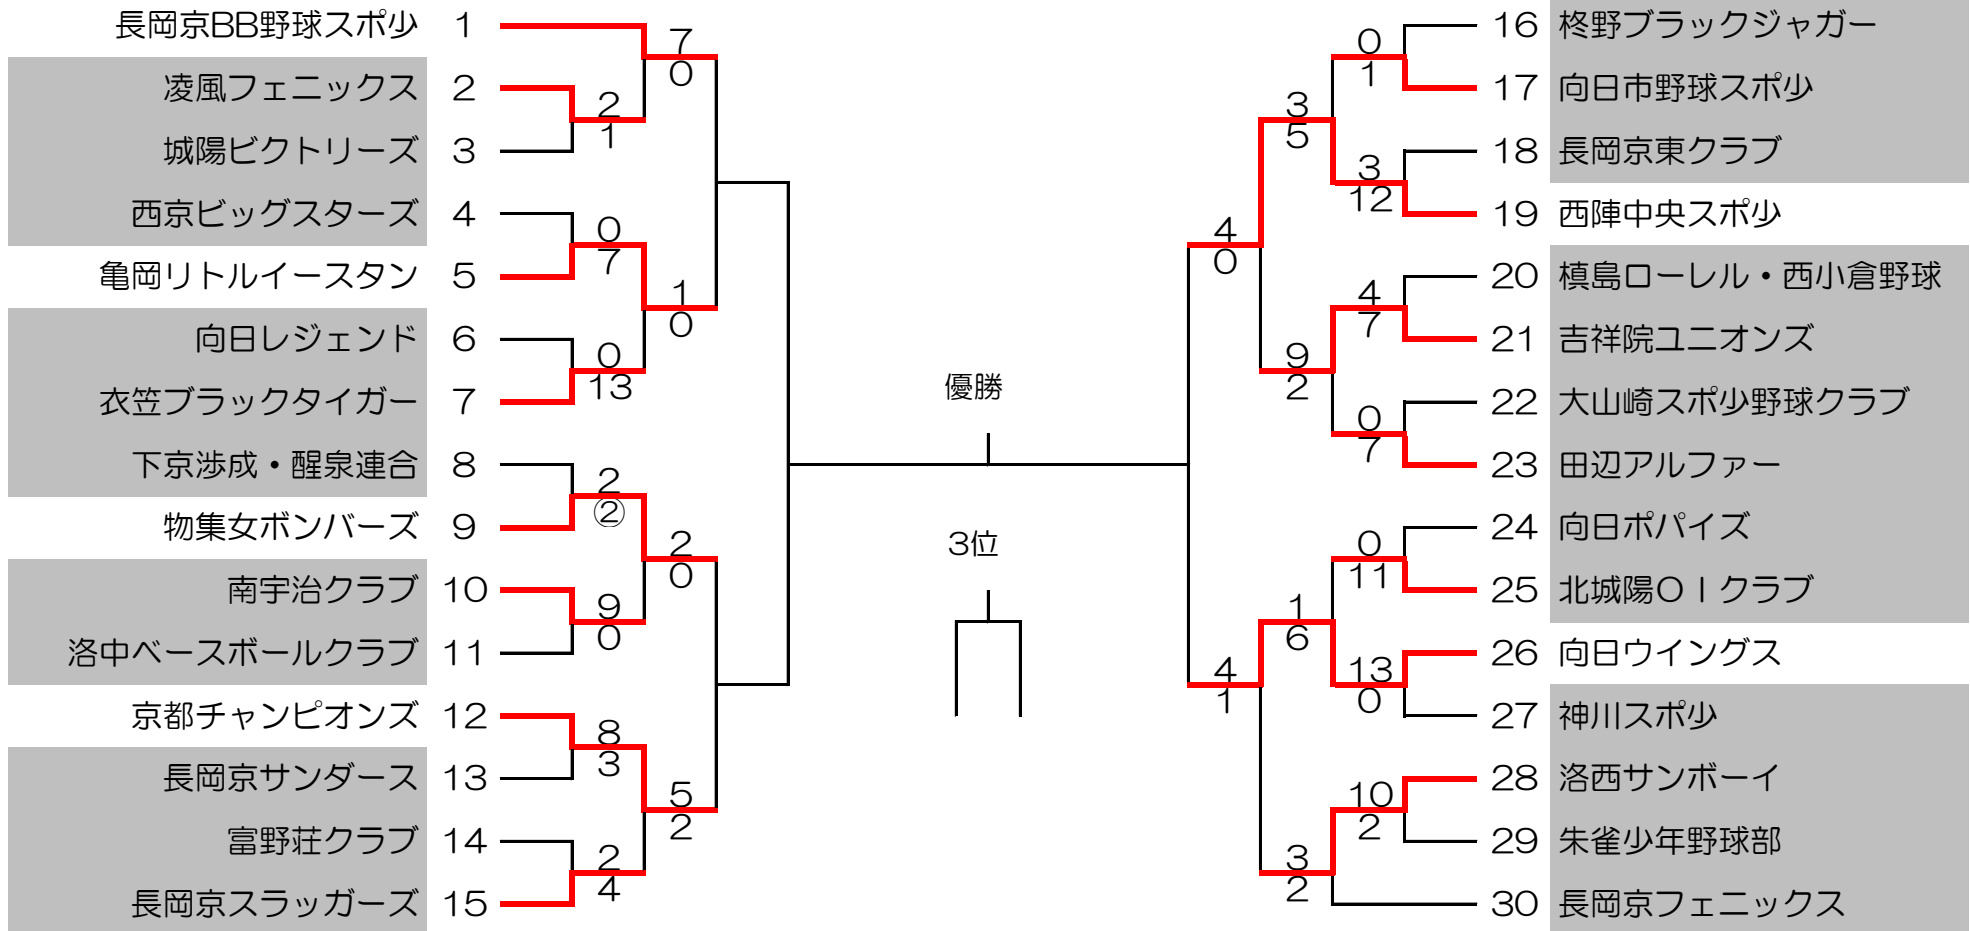 長岡京BB野球スポ少 1
凌風フェニックス 2
城陽ビクトリーズ 3
西京ビッグスターズ 4
亀岡リトルイースタン 5
向日レジェンド 6
衣笠ブラックタイガー 7
下京渉成・醒泉連合 8
物集女ボンバーズ 9
南宇治クラブ 10
洛中ベースボールクラブ 11
京都チャンピオンズ 12
長岡京サンダース 13
富野荘クラブ 14
長岡京スラッガーズ 15
2
1
0
7
0
13
2
②
9
0
8
3
2
4
7
0
1
0
2
0
5
2
優勝
3位
4
0
4
1
3
5
9
2
1
6
3
2
0
1
3
12
4
7
0
7
0
11
13
0
10
2
16 柊野ブラックジャガー
17 向日市野球スポ少
18 長岡京東クラブ
19 西陣中央スポ少
20 槙島ローレル・西小倉野球
21 吉祥院ユニオンズ
22 大山崎スポ少野球クラブ
23 田辺アルファー
24 向日ポパイズ
25 北城陽OIクラブ
26 向日ウイングス
27 神川スポ少
28 洛西サンボーイ
29 朱雀少年野球部
30 長岡京フェニックス